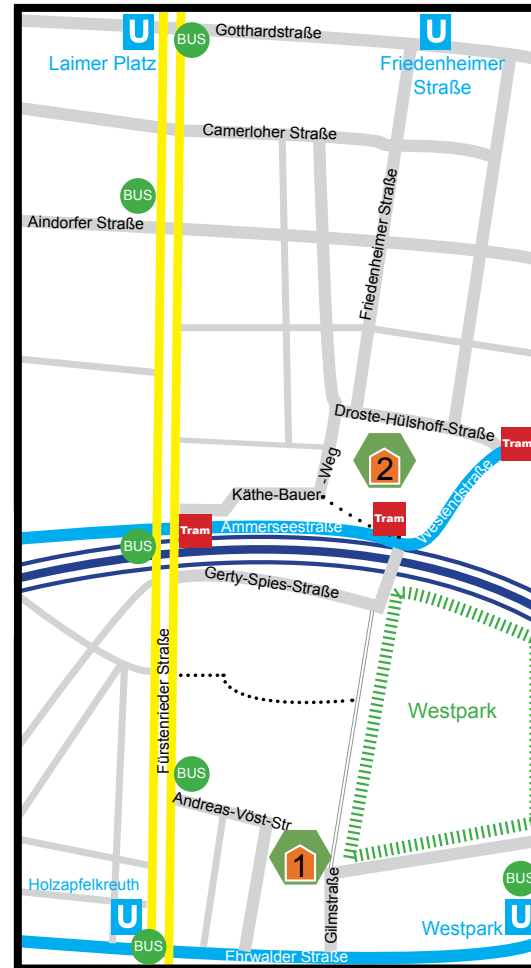 U
U
Gotthardstraße
BUS
Laimer Platz
Friedenheimer
Straße
Camerloher Straße
BUS
Aindorfer Straße
Friedenheimer Straße
Droste-Hülshoff-Straße
Tram
2
-Weg
Käthe-Bauer
Westendstraße
Tram
Tram
Ammerseestraße
BUS
Gerty-Spies-Straße
Fürstenrieder Straße
Westpark
BUS
Andreas-Vöst-Str
1
Gilmstraße
BUS
Holzapfelkreuth
U
Westpark
U
BUS
Ehrwalder Straße